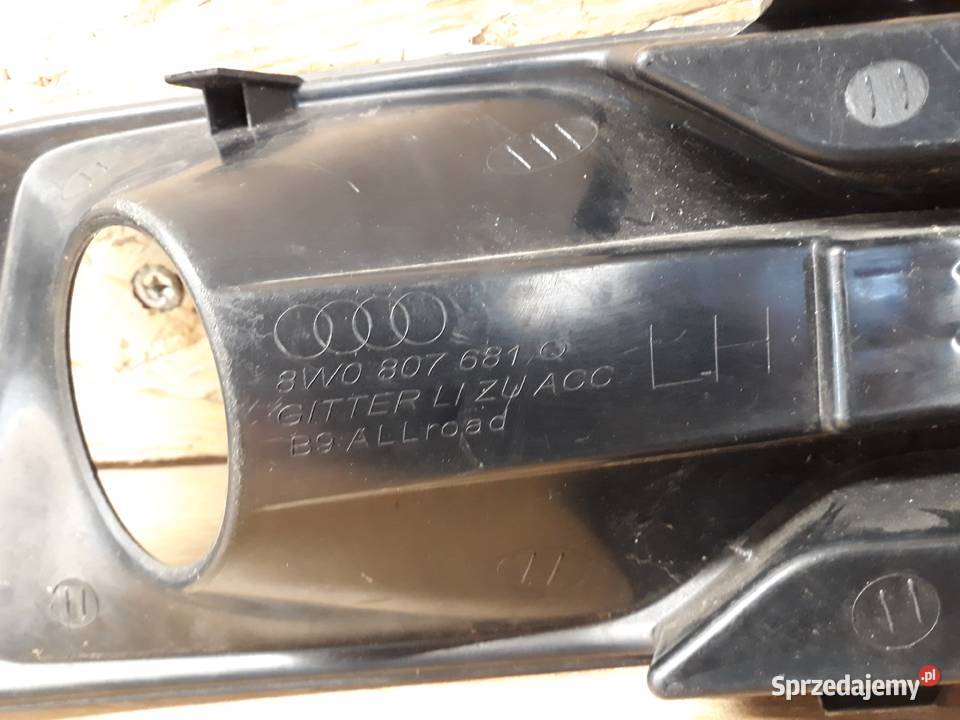 8W0 807 681 Q
GITTER LI ZU ACC
B9 ALLroad
LH
Sprzedajemy.pl